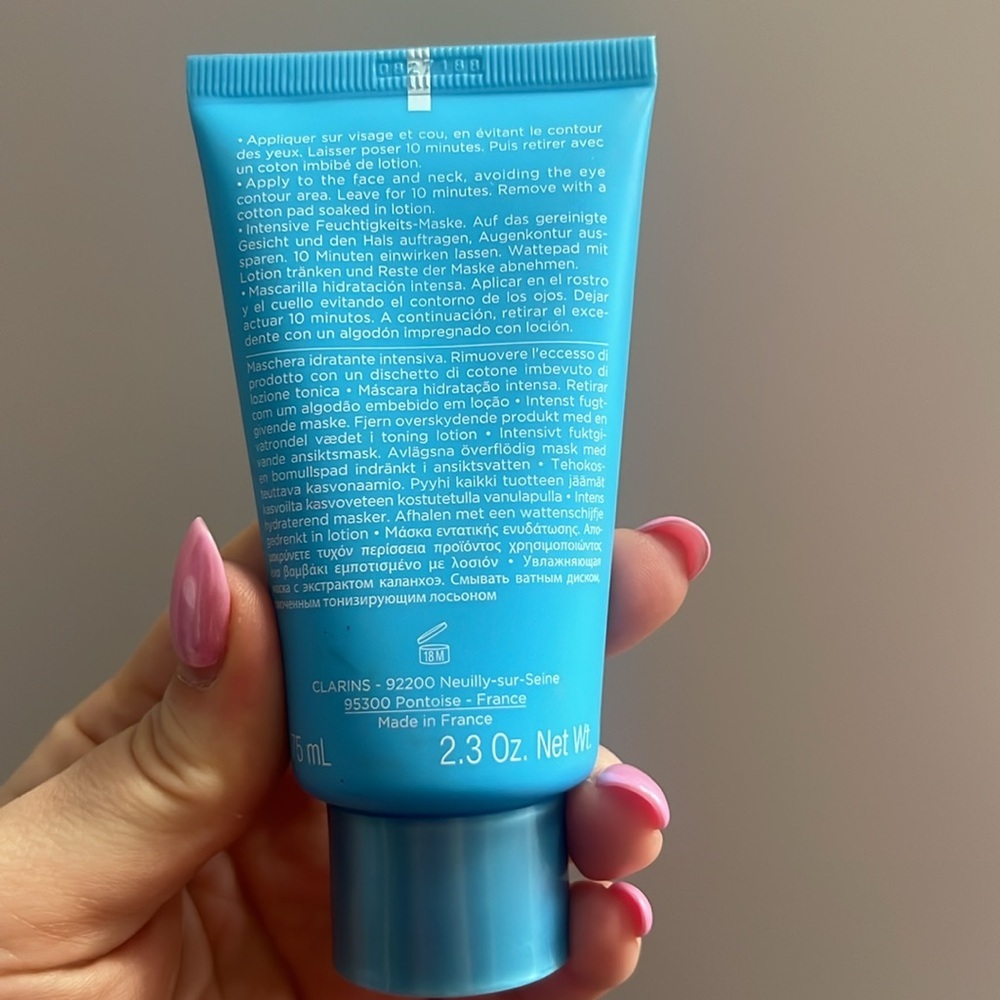 • Appliquer sur visage et cou, en évitant le contour
des yeux. Laisser poser 10 minutes. Puis retirer avec
un coton imbibé de lotion.
• Apply to the face and neck, avoiding the eye
contour area. Leave for 10 minutes. Remove with a
cotton pad soaked in lotion.
• Intensive Feuchtigkeits-Maske. Auf das gereinigte
Gesicht und den Hals auftragen, Augenkontur aus-
sparen. 10 Minuten einwirken lassen. Wattepad mit
Lotion tränken und Reste der Maske abnehmen.
• Mascarilla hidratación intensa. Aplicar en el rostro
y el cuello evitando el contorno de los ojos. Dejar
actuar 10 minutos. A continuación, retirar el exce-
dente con un algodón impregnado con loción.
Maschera idratante intensiva. Rimuovere l'eccesso di
prodotto con un dischetto di cotone imbevuto di
lozione tonica • Máscara hidratação intensa. Retirar
com um algodão embebido em loção • Intenst fugt-
givende maske. Fjern overskydende produkt med en
vatrondel vædet i toning lotion • Intensivt fuktgi-
vande ansiktsmask. Avlägsna överflödig mask med
en bomullspad indränkt i ansiktsvatten • Tehokos-
teuttava kasvonaamio. Pyyhi kaikki tuotteen jäämät
kasvoilta kasvoveteen kostutetulla vanulapulla • Intens
hydraterend masker. Afhalen met een wattenschijfje
gedrenkt in lotion • Μάσκα εντατικής ενυδάτωσης. Απο-
μακρύνετε τυχόν περίσσεια προϊόντος χρησιμοποιώντας
ένα βαμβάκι εμποτισμένο με λοσιόν • Увлажняющая
маска с экстрактом каланхоэ. Смывать ватным диском,
смоченным тонизирующим лосьоном
18 M
CLARINS - 92200 Neuilly-sur-Seine
95300 Pontoise - France
Made in France
75 mL 2.3 Oz. Net Wt.